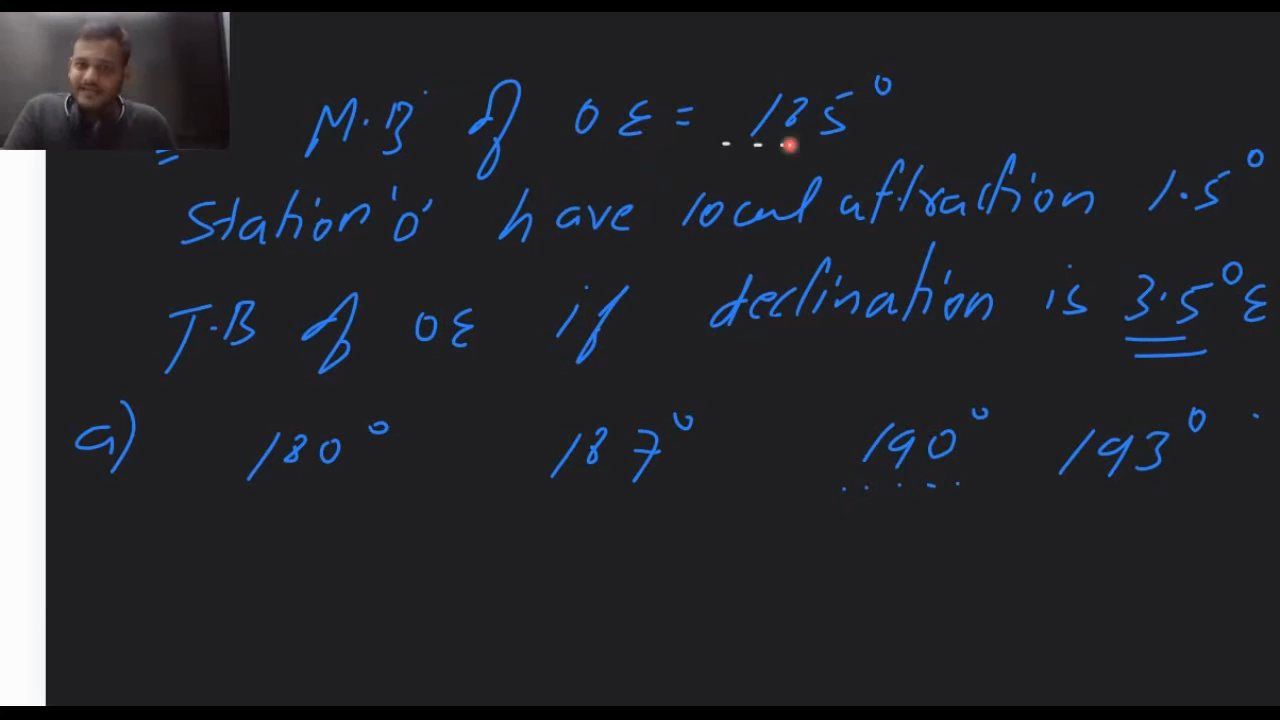 M.B of OE = 185°
Station 'O' have local attraction 1.5°
T.B of OE if declination is 3.5°E
a) 180° 187° 190° 193°